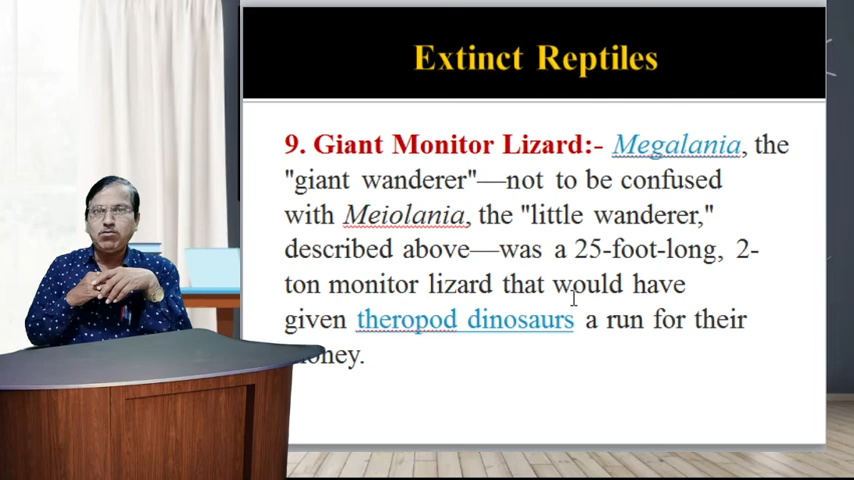 Extinct Reptiles
9. Giant Monitor Lizard:- Megalania, the
"giant wanderer"—not to be confused
with Meiolania, the "little wanderer,"
described above—was a 25-foot-long, 2-
ton monitor lizard that would have
given theropod dinosaurs a run for their
oney.